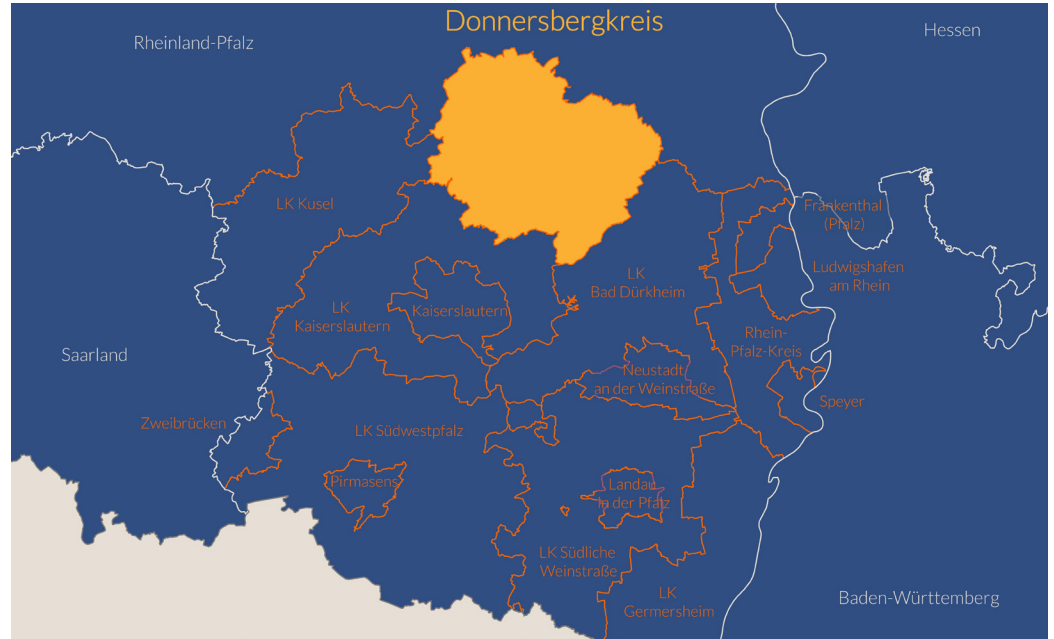 Donnersbergkreis
Rheinland-Pfalz
Hessen
LK Kusel
Frankenthal
(Pfalz)
LK
Bad Dürkheim
Ludwigshafen
am Rhein
LK
Kaiserslautern
Kaiserslautern
Saarland
Rhein-
Pfalz-Kreis
Neustadt
an der Weinstraße
Speyer
Zweibrücken
LK Südwestpfalz
Pirmasens
Landau
in der Pfalz
LK Südliche
Weinstraße
LK
Germersheim
Baden-Württemberg